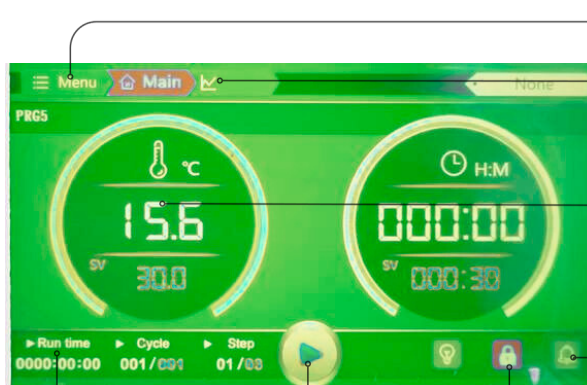 Menu Main None
PRG5
°C H:M
15.6 000:00
SV 30.0 SV 000:30
Run time Cycle Step
0000:00:00 001/001 01/03